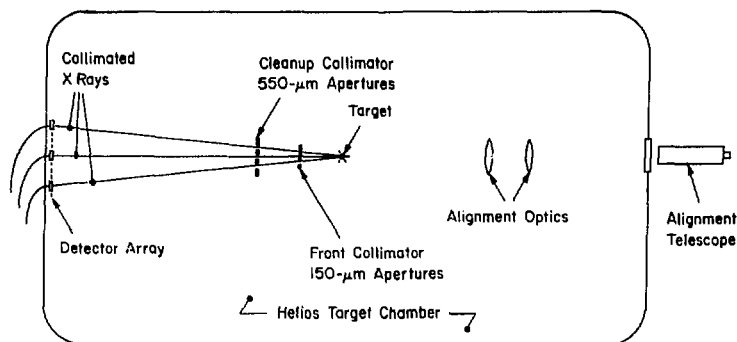 Collimated
X Rays
Cleanup Collimator
550-μm Apertures
Target
Detector Array
Front Collimator
150-μm Apertures
Alignment Optics
Alignment
Telescope
Helios Target Chamber